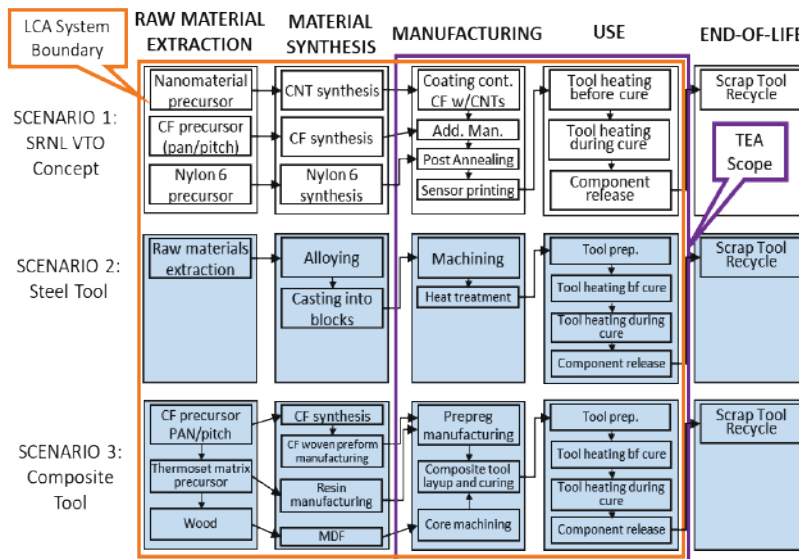 LCA System
Boundary
RAW MATERIAL
EXTRACTION
MATERIAL
SYNTHESIS
MANUFACTURING
USE
END-OF-LIFE
SCENARIO 1:
SRNL VTO
Concept
Nanomaterial
precursor
CF precursor
(pan/pitch)
Nylon 6
precursor
CNT synthesis
CF synthesis
Nylon 6
synthesis
Coating cont.
CF w/CNTs
Add. Man.
Post Annealing
Sensor printing
Tool heating
before cure
Tool heating
during cure
Component
release
Scrap Tool
Recycle
TEA
Scope
SCENARIO 2:
Steel Tool
Raw materials
extraction
Alloying
Casting into
blocks
Machining
Heat treatment
Tool prep.
Tool heating bf cure
Tool heating during
cure
Component release
Scrap Tool
Recycle
SCENARIO 3:
Composite
Tool
CF precursor
PAN/pitch
Thermoset matrix
precursor
Wood
CF synthesis
CF woven preform
manufacturing
Resin
manufacturing
MDF
Prepreg
manufacturing
Composite tool
layup and curing
Core machining
Tool prep.
Tool heating bf cure
Tool heating during
cure
Component release
Scrap Tool
Recycle